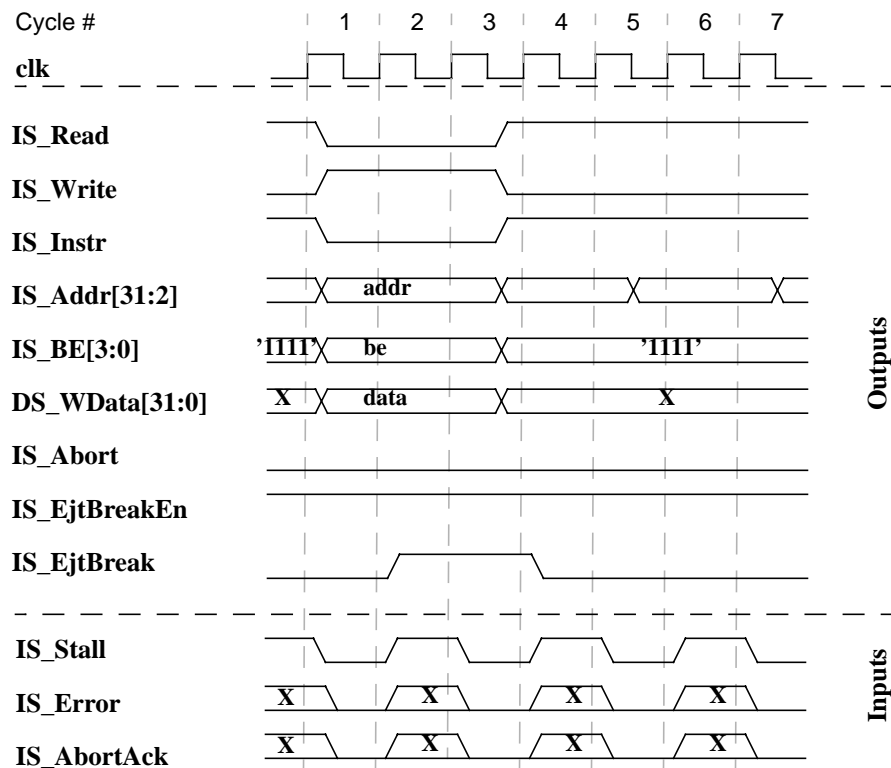 Cycle # 1 2 3 4 5 6 7
clk
IS_Read
IS_Write
IS_Instr
IS_Addr[31:2] addr
IS_BE[3:0] ’1111’ be ’1111’
DS_WData[31:0] X data X
IS_Abort
IS_EjtBreakEn
IS_EjtBreak
Outputs
IS_Stall
IS_Error X X X X
IS_AbortAck X X X X
Inputs